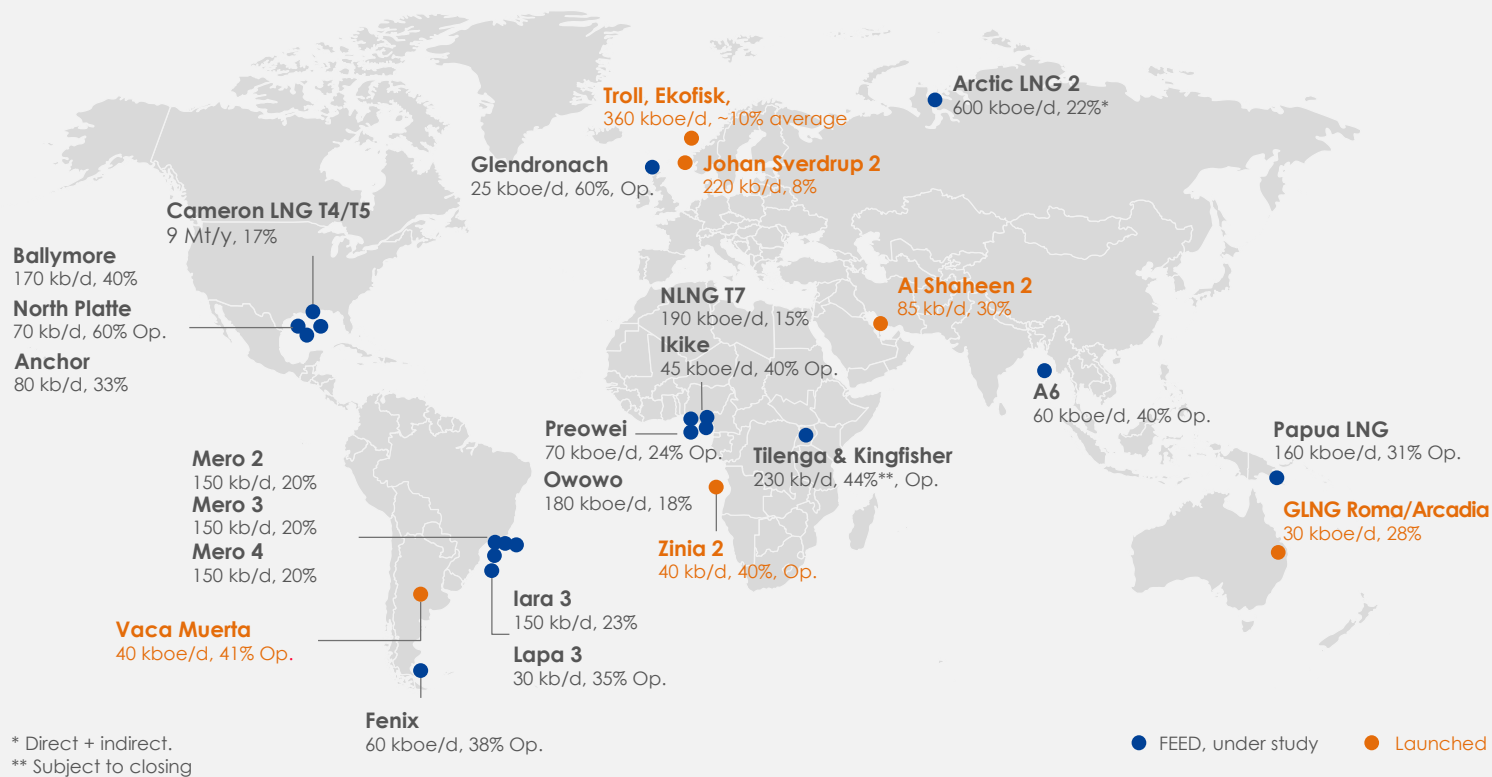 Arctic LNG 2
600 kboe/d, 22%*
Troll, Ekofisk,
360 kboe/d, ~10% average
Glendronach
25 kboe/d, 60%, Op.
Johan Sverdrup 2
220 kb/d, 8%
Cameron LNG T4/T5
9 Mt/y, 17%
Ballymore
170 kb/d, 40%
North Platte
70 kb/d, 60% Op.
Anchor
80 kb/d, 33%
NLNG T7
190 kboe/d, 15%
Ikike
45 kboe/d, 40% Op.
Al Shaheen 2
85 kb/d, 30%
A6
60 kboe/d, 40% Op.
Preowei
70 kboe/d, 24% Op.
Owowo
180 kboe/d, 18%
Tilenga & Kingfisher
230 kb/d, 44%**, Op.
Papua LNG
160 kboe/d, 31% Op.
GLNG Roma/Arcadia
30 kboe/d, 28%
Mero 2
150 kb/d, 20%
Mero 3
150 kb/d, 20%
Mero 4
150 kb/d, 20%
Zinia 2
40 kb/d, 40%, Op.
Iara 3
150 kb/d, 23%
Lapa 3
30 kb/d, 35% Op.
Vaca Muerta
40 kboe/d, 41% Op.
Fenix
60 kboe/d, 38% Op.
* Direct + indirect.
** Subject to closing
FEED, under study
Launched